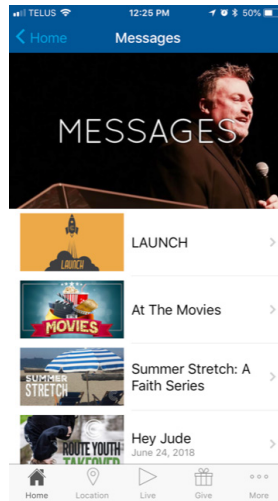 TELUS 12:25 PM 50%
Home Messages
MESSAGES
LAUNCH
LAUNCH
MOVIES
At The Movies
SUMMER
STRETCH
Summer Stretch: A
Faith Series
ROUTE YOUTH
TAKEOVER
Hey Jude
June 24, 2018
Home Location Live Give More